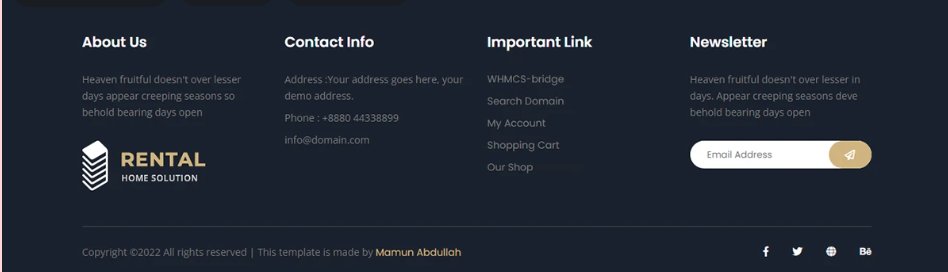 About Us
Heaven fruitful doesn't over lesser
days appear creeping seasons so
behold bearing days open
RENTAL
HOME SOLUTION
Contact Info
Address :Your address goes here, your
demo address.
Phone : +8880 44338899
info@domain.com
Important Link
WHMCS-bridge
Search Domain
My Account
Shopping Cart
Our Shop
Newsletter
Heaven fruitful doesn't over lesser in
days. Appear creeping seasons deve
behold bearing days open
Email Address
Copyright ©2022 All rights reserved | This template is made by Mamun Abdullah
Bē